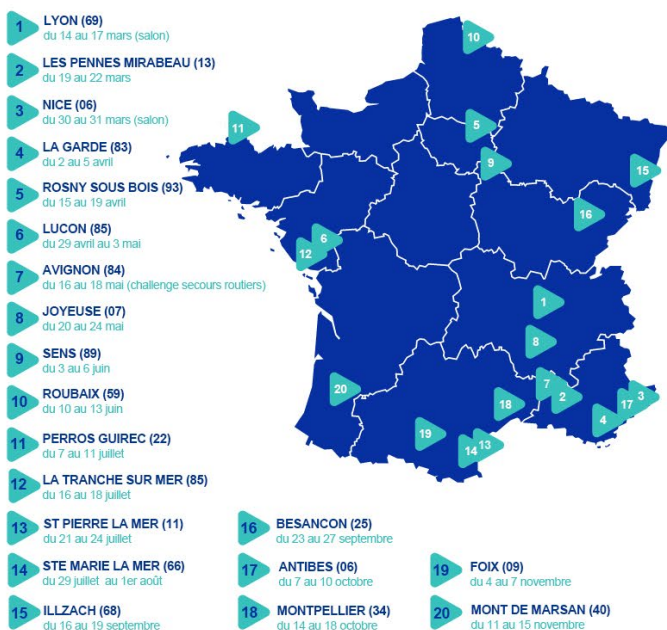 1 LYON (69)
du 14 au 17 mars (salon)
2 LES PENNES MIRABEAU (13)
du 19 au 22 mars
3 NICE (06)
du 30 au 31 mars (salon)
4 LA GARDE (83)
du 2 au 5 avril
5 ROSNY SOUS BOIS (93)
du 15 au 19 avril
6 LUCON (85)
du 29 avril au 3 mai
7 AVIGNON (84)
du 16 au 18 mai (challenge secours routiers)
8 JOYEUSE (07)
du 20 au 24 mai
9 SENS (89)
du 3 au 6 juin
10 ROUBAIX (59)
du 10 au 13 juin
11 PERROS GUIREC (22)
du 7 au 11 juillet
12 LA TRANCHE SUR MER (85)
du 16 au 18 juillet
13 ST PIERRE LA MER (11)
du 21 au 24 juillet
14 STE MARIE LA MER (66)
du 29 juillet au 1er août
15 ILLZACH (68)
du 16 au 19 septembre
16 BESANCON (25)
du 23 au 27 septembre
17 ANTIBES (06)
du 7 au 10 octobre
18 MONTPELLIER (34)
du 14 au 18 octobre
19 FOIX (09)
du 4 au 7 novembre
20 MONT DE MARSAN (40)
du 11 au 15 novembre
10
11
5
9
15
16
6
12
1
8
20
7
2
3
17
18
4
19
14
13